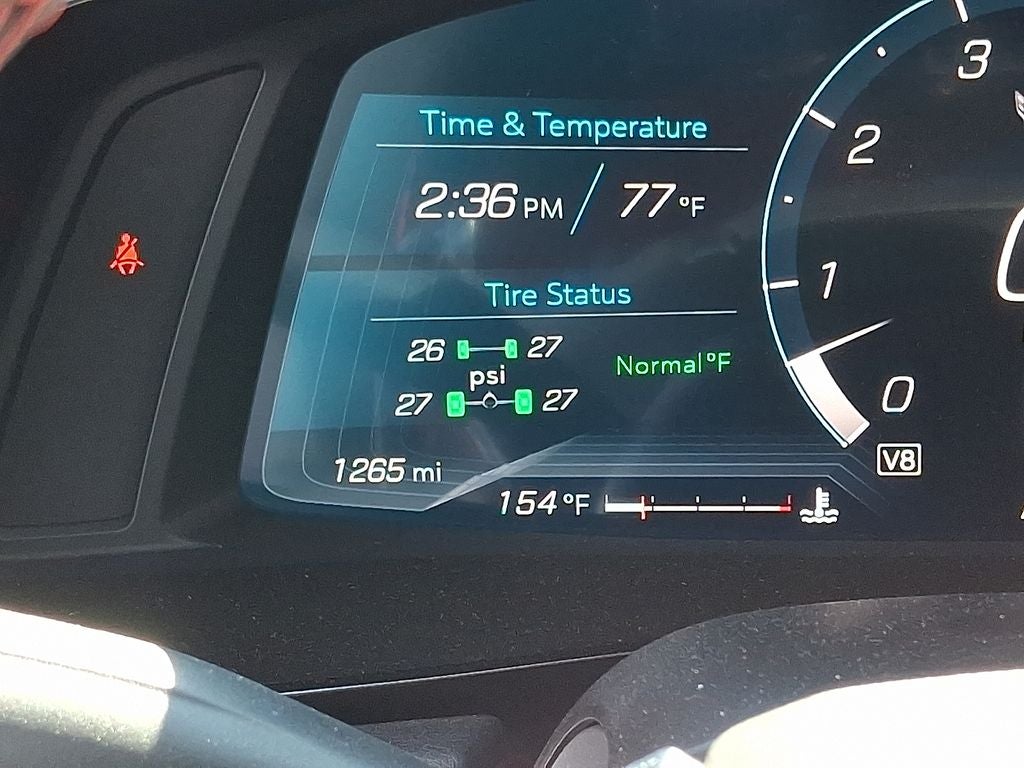 Time & Temperature
2:36 PM / 77 °F
Tire Status
26 27
psi
Normal °F
27 27
1265 mi
154 °F
3
2
1
0
V8